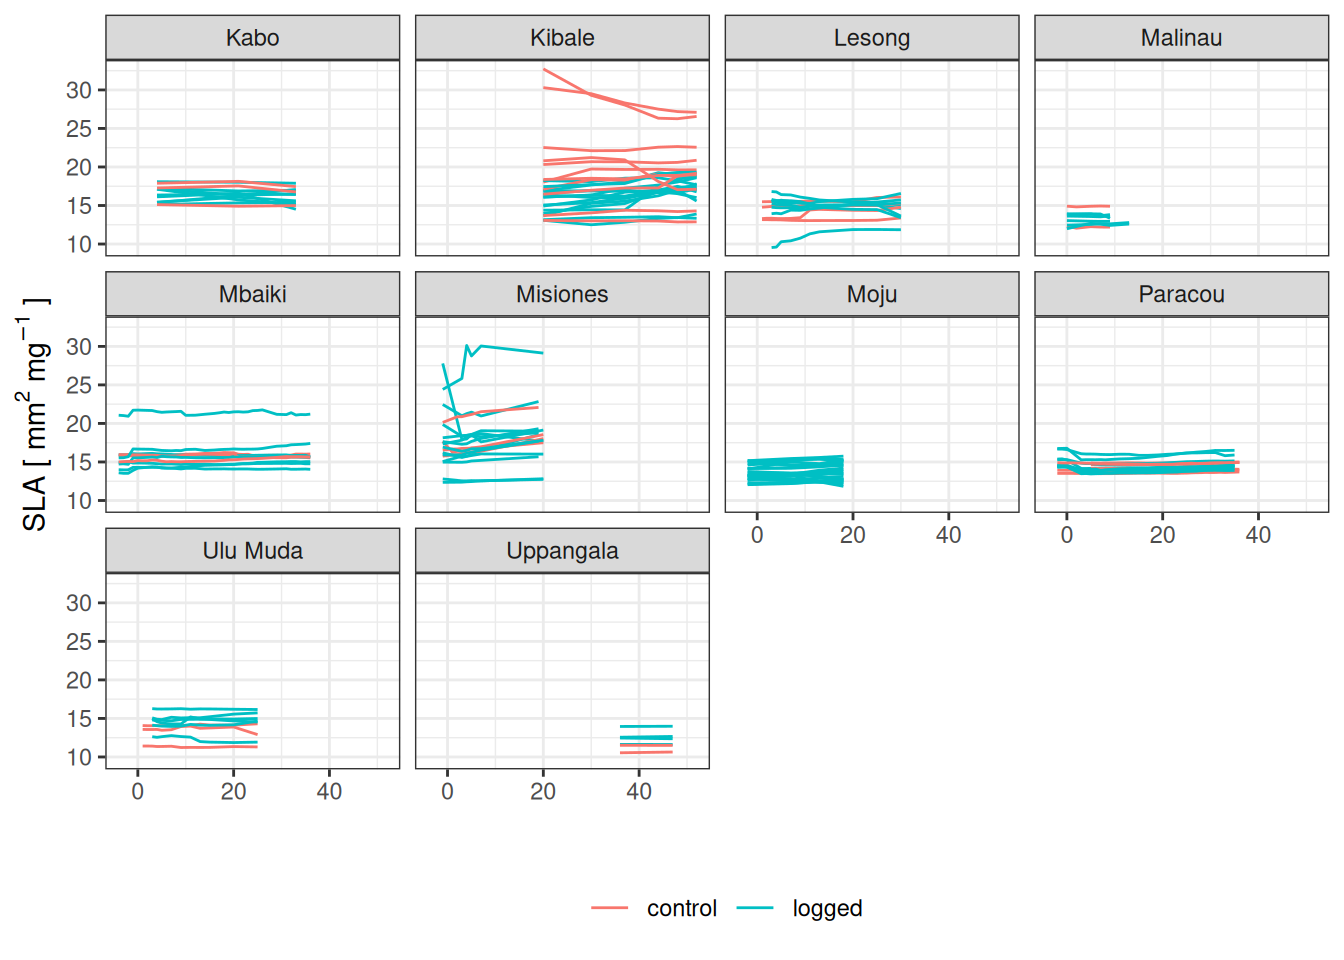 Kabo Kibale Lesong Malinau
30
25
20
15
10
Mbaiki Misiones Moju Paracou
SLA [ mm² mg⁻¹ ]
30
25
20
15
10
0 20 40 0 20 40
Ulu Muda Uppangala
30
25
20
15
10
0 20 40 0 20 40
control logged